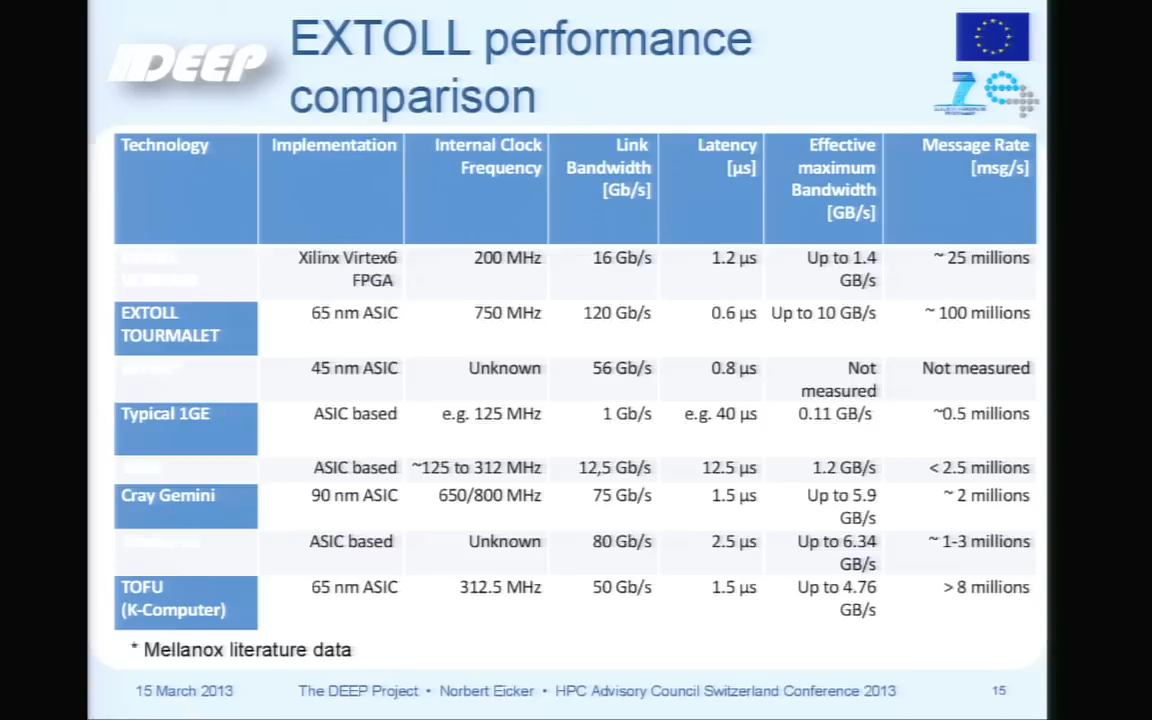 DEEP
EXTOLL performance
comparison
Technology Implementation Internal Clock Frequency Link Bandwidth [Gb/s] Latency [µs] Effective maximum Bandwidth [GB/s] Message Rate [msg/s]
Xilinx Virtex6 FPGA 200 MHz 16 Gb/s 1.2 µs Up to 1.4 GB/s ~ 25 millions
EXTOLL TOURMALET 65 nm ASIC 750 MHz 120 Gb/s 0.6 µs Up to 10 GB/s ~ 100 millions
45 nm ASIC Unknown 56 Gb/s 0.8 µs Not measured Not measured
Typical 1GE ASIC based e.g. 125 MHz 1 Gb/s e.g. 40 µs 0.11 GB/s ~0.5 millions
ASIC based ~125 to 312 MHz 12,5 Gb/s 12.5 µs 1.2 GB/s < 2.5 millions
Cray Gemini 90 nm ASIC 650/800 MHz 75 Gb/s 1.5 µs Up to 5.9 GB/s ~ 2 millions
ASIC based Unknown 80 Gb/s 2.5 µs Up to 6.34 GB/s ~ 1-3 millions
TOFU (K-Computer) 65 nm ASIC 312.5 MHz 50 Gb/s 1.5 µs Up to 4.76 GB/s > 8 millions
* Mellanox literature data
15 March 2013 The DEEP Project • Norbert Eicker • HPC Advisory Council Switzerland Conference 2013 15